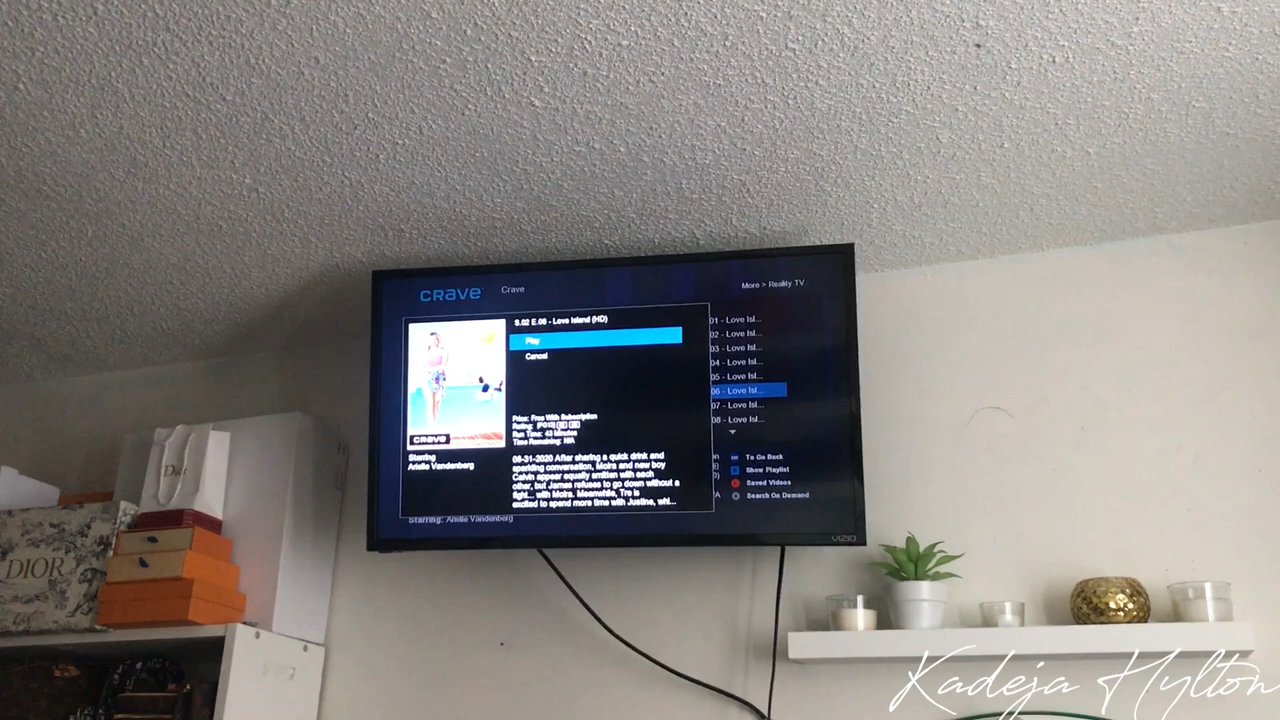 crave
Crave
More > Reality TV
S.02 E.06 - Love Island (HD)
Play
Cancel
Price: Free With Subscription
Rating: [PG13]
Run Time: 43 Minutes
Time Remaining: N/A
08-31-2020 After sharing a quick drink and
sparkling conversation, Moira and new boy
Calvin appear equally smitten with each
other, but James refuses to go down without a
fight... with Moira. Meanwhile, Tre is
excited to spend more time with Justine, whi...
crave
Starring
Arielle Vandenberg
Starring: Arielle Vandenberg
01 - Love Isl...
02 - Love Isl...
03 - Love Isl...
04 - Love Isl...
05 - Love Isl...
06 - Love Isl...
07 - Love Isl...
08 - Love Isl...
To Go Back
Show Playlist
Saved Videos
Search On Demand
VIZIO
DIOR
Kadeja Hylton